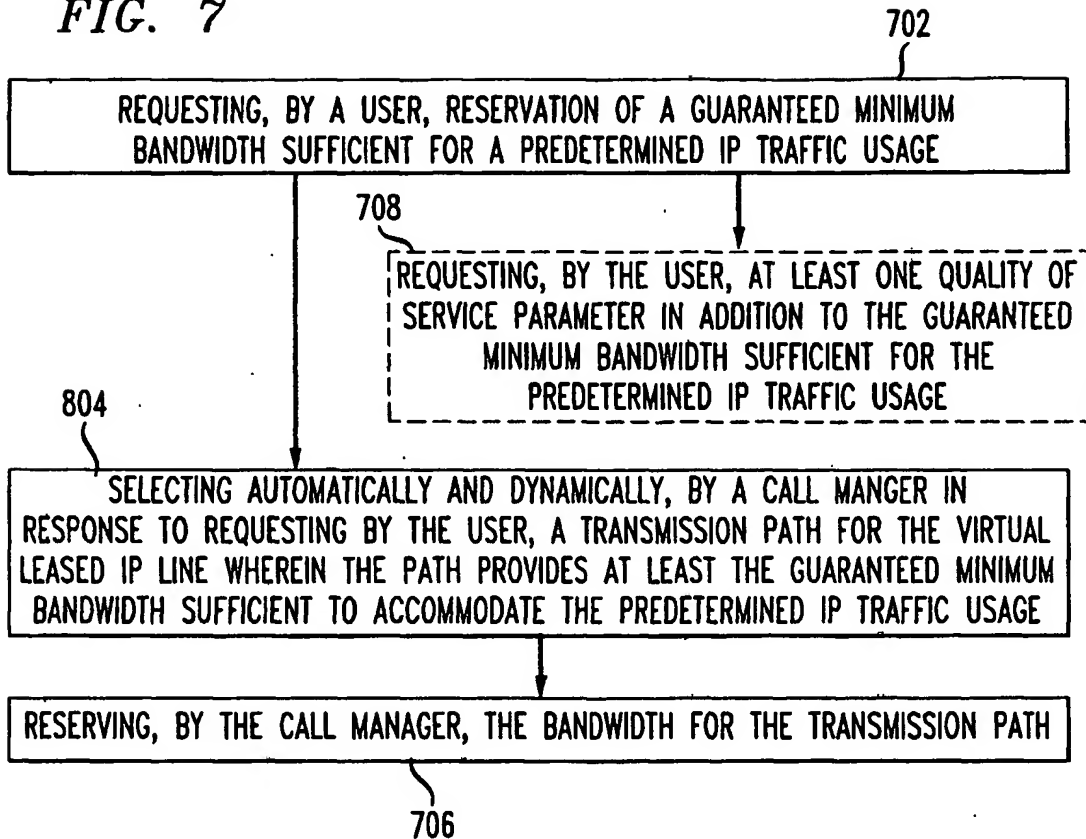 FIG. 7
702
REQUESTING, BY A USER, RESERVATION OF A GUARANTEED MINIMUM
BANDWIDTH SUFFICIENT FOR A PREDETERMINED IP TRAFFIC USAGE
708
REQUESTING, BY THE USER, AT LEAST ONE QUALITY OF
SERVICE PARAMETER IN ADDITION TO THE GUARANTEED
MINIMUM BANDWIDTH SUFFICIENT FOR THE
PREDETERMINED IP TRAFFIC USAGE
804
SELECTING AUTOMATICALLY AND DYNAMICALLY, BY A CALL MANGER IN
RESPONSE TO REQUESTING BY THE USER, A TRANSMISSION PATH FOR THE VIRTUAL
LEASED IP LINE WHEREIN THE PATH PROVIDES AT LEAST THE GUARANTEED MINIMUM
BANDWIDTH SUFFICIENT TO ACCOMMODATE THE PREDETERMINED IP TRAFFIC USAGE
RESERVING, BY THE CALL MANAGER, THE BANDWIDTH FOR THE TRANSMISSION PATH
706